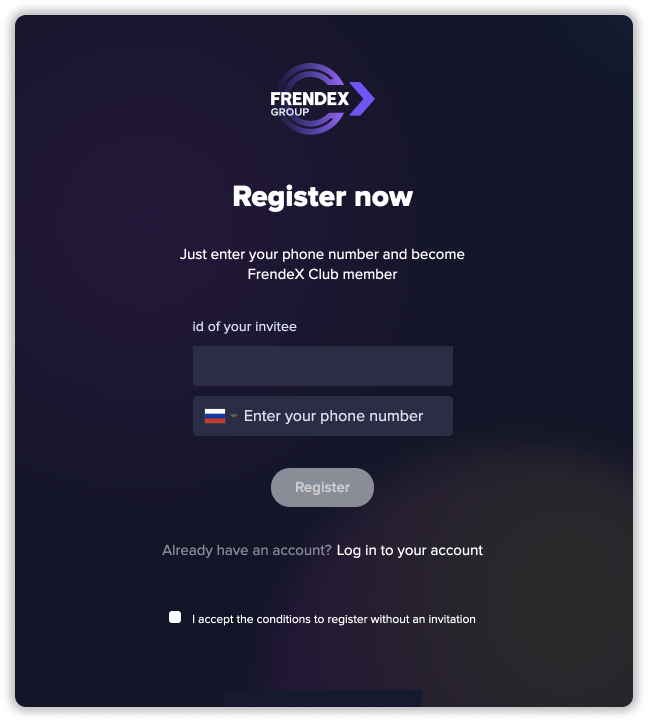 FRENDEX
GROUP
Register now
Just enter your phone number and become
FrendeX Club member
id of your invitee
Enter your phone number
Register
Already have an account? Log in to your account
I accept the conditions to register without an invitation